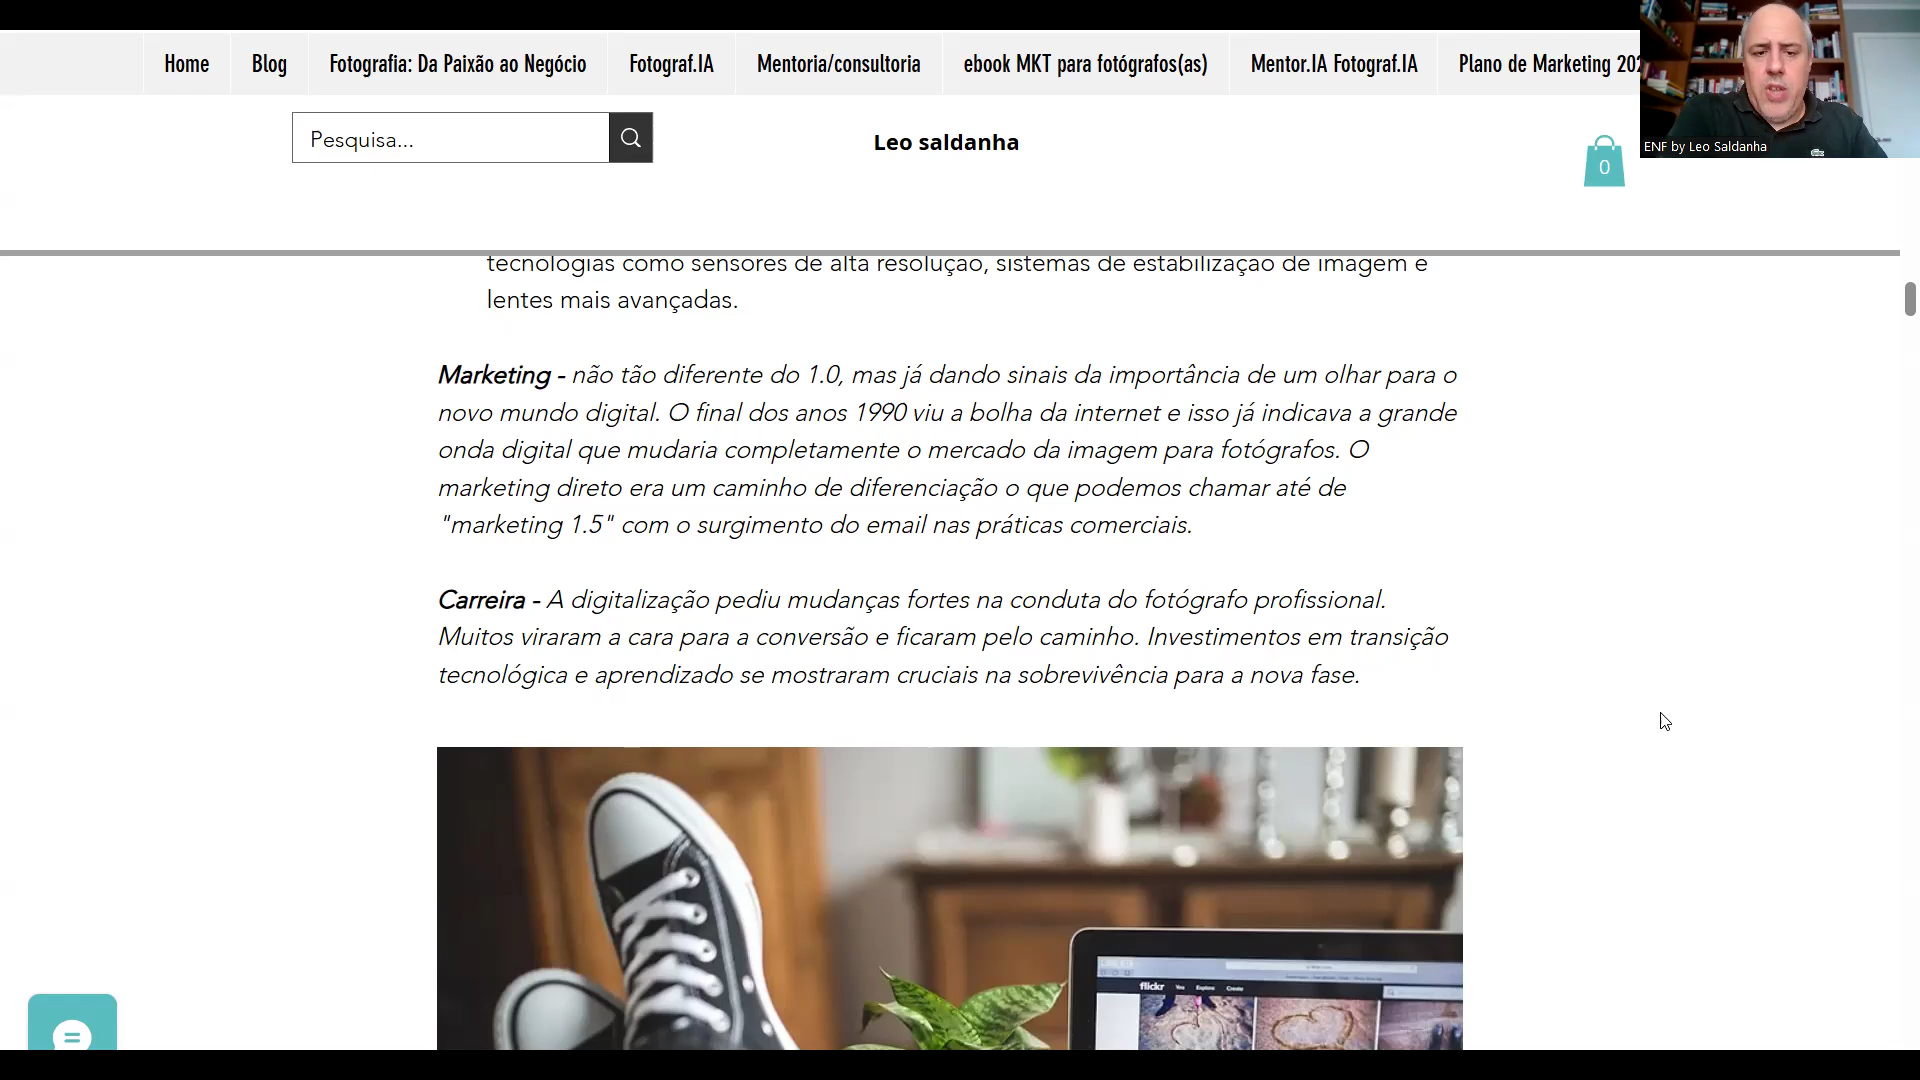 Home
Blog
Fotografia: Da Paixão ao Negócio
Fotograf.IA
Mentoria/consultoria
ebook MKT para fotógrafos(as)
Mentor.IA Fotograf.IA
Plano de Marketing 202
ENF by Leo Saldanha
Pesquisa...
Leo saldanha
0
tecnologias como sensores de alta resolução, sistemas de estabilização de imagem e
lentes mais avançadas.
Marketing - não tão diferente do 1.0, mas já dando sinais da importância de um olhar para o
novo mundo digital. O final dos anos 1990 viu a bolha da internet e isso já indicava a grande
onda digital que mudaria completamente o mercado da imagem para fotógrafos. O
marketing direto era um caminho de diferenciação o que podemos chamar até de
"marketing 1.5" com o surgimento do email nas práticas comerciais.
Carreira - A digitalização pediu mudanças fortes na conduta do fotógrafo profissional.
Muitos viraram a cara para a conversão e ficaram pelo caminho. Investimentos em transição
tecnológica e aprendizado se mostraram cruciais na sobrevivência para a nova fase.
flickr You Explore Create